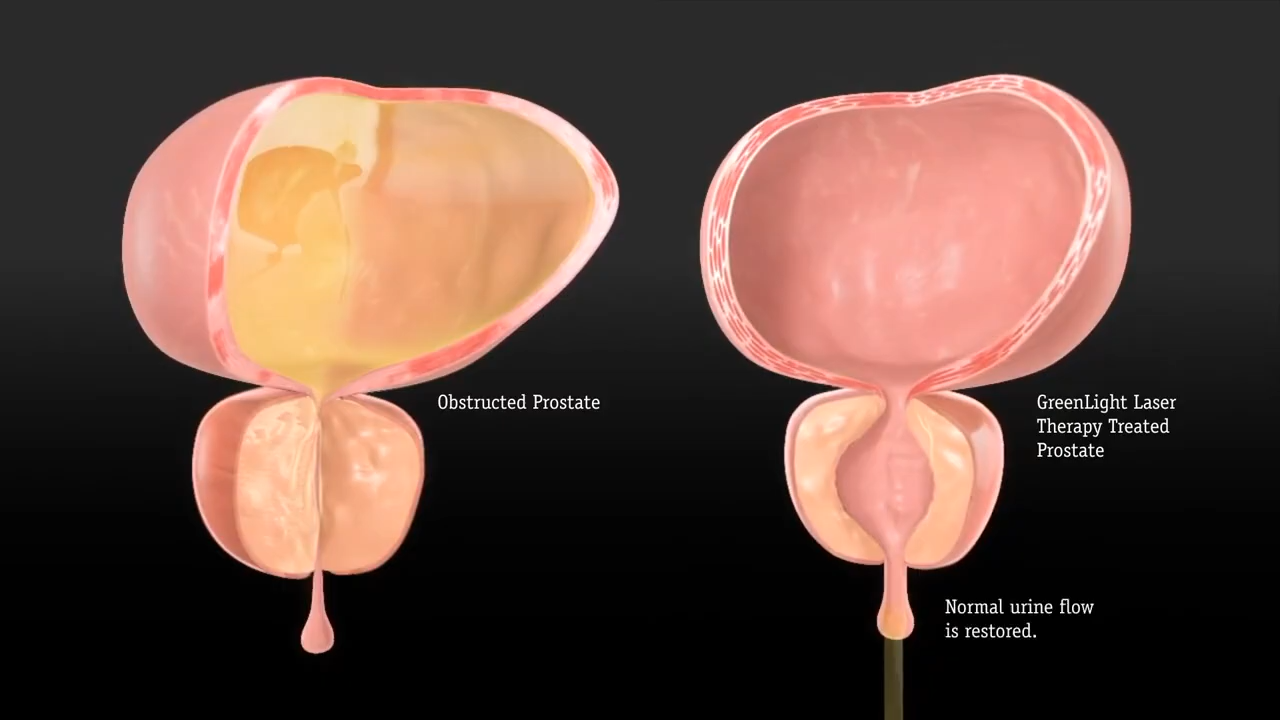 Obstructed Prostate
GreenLight Laser
Therapy Treated
Prostate
Normal urine flow
is restored.